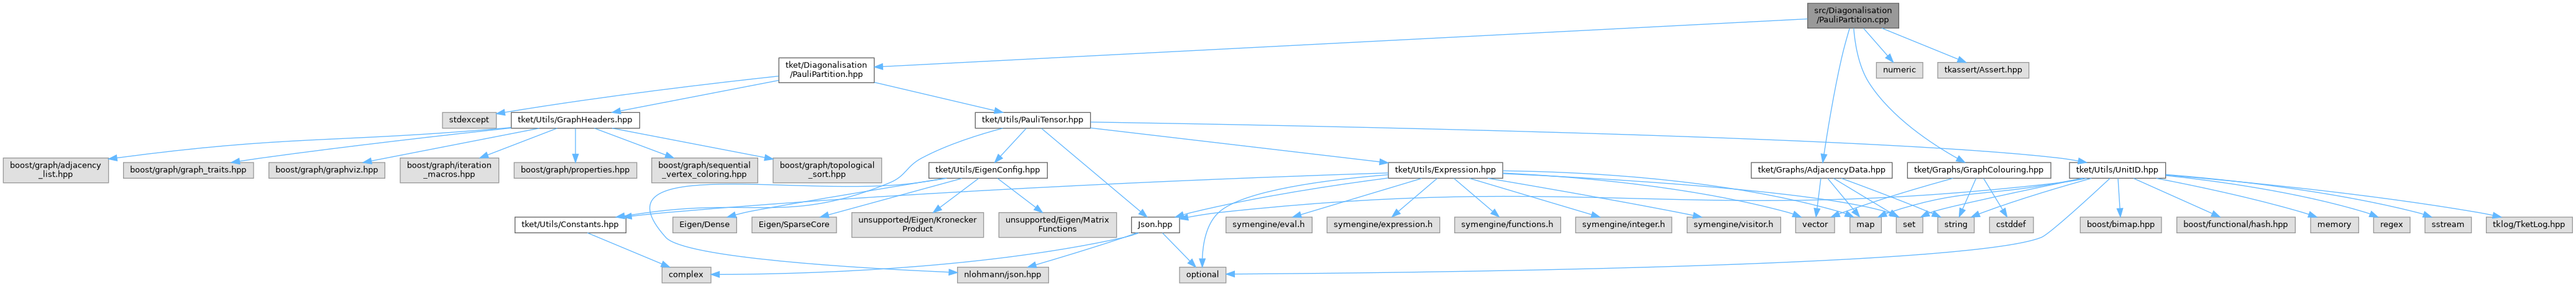 src/Diagonalisation
/PauliPartition.cpp
tket/Diagonalisation
/PauliPartition.hpp
numeric
tkassert/Assert.hpp
stdexcept
tket/Utils/GraphHeaders.hpp
tket/Utils/PauliTensor.hpp
boost/graph/adjacency
_list.hpp
boost/graph/graph_traits.hpp
boost/graph/graphviz.hpp
boost/graph/iteration
_macros.hpp
boost/graph/properties.hpp
boost/graph/sequential
_vertex_coloring.hpp
boost/graph/topological
_sort.hpp
tket/Utils/EigenConfig.hpp
tket/Utils/Expression.hpp
tket/Graphs/AdjacencyData.hpp
tket/Graphs/GraphColouring.hpp
tket/Utils/UnitID.hpp
tket/Utils/Constants.hpp
Eigen/Dense
Eigen/SparseCore
unsupported/Eigen/Kronecker
Product
unsupported/Eigen/Matrix
Functions
Json.hpp
symengine/eval.h
symengine/expression.h
symengine/functions.h
symengine/integer.h
symengine/visitor.h
vector
map
set
string
cstddef
boost/bimap.hpp
boost/functional/hash.hpp
memory
regex
sstream
tklog/TketLog.hpp
complex
nlohmann/json.hpp
optional